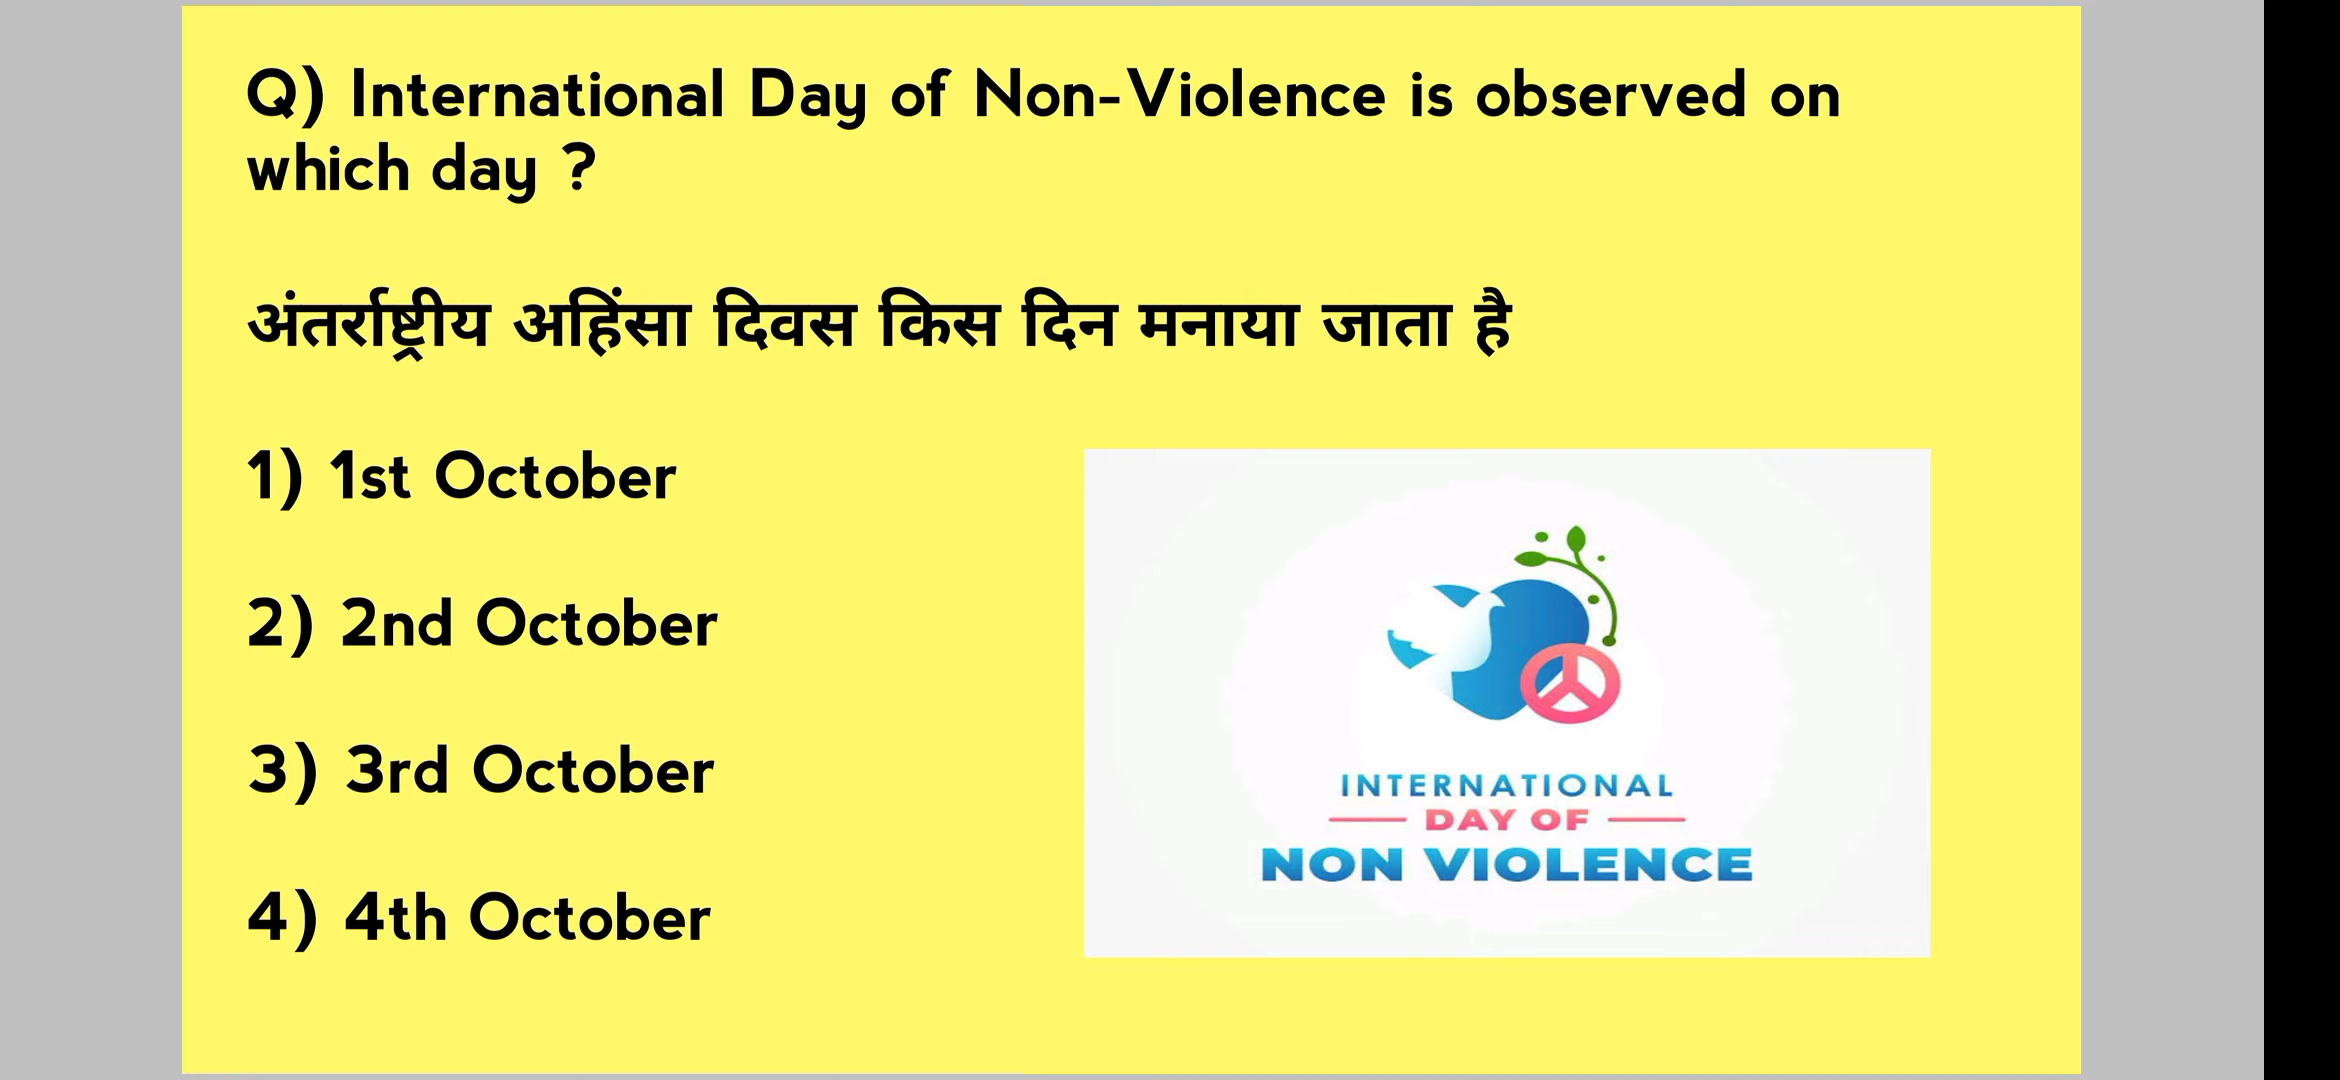 Q) International Day of Non-Violence is observed on
which day ?
अंतर्राष्ट्रीय अहिंसा दिवस किस दिन मनाया जाता है
1) 1st October
2) 2nd October
3) 3rd October
4) 4th October
INTERNATIONAL
DAY OF
NON VIOLENCE